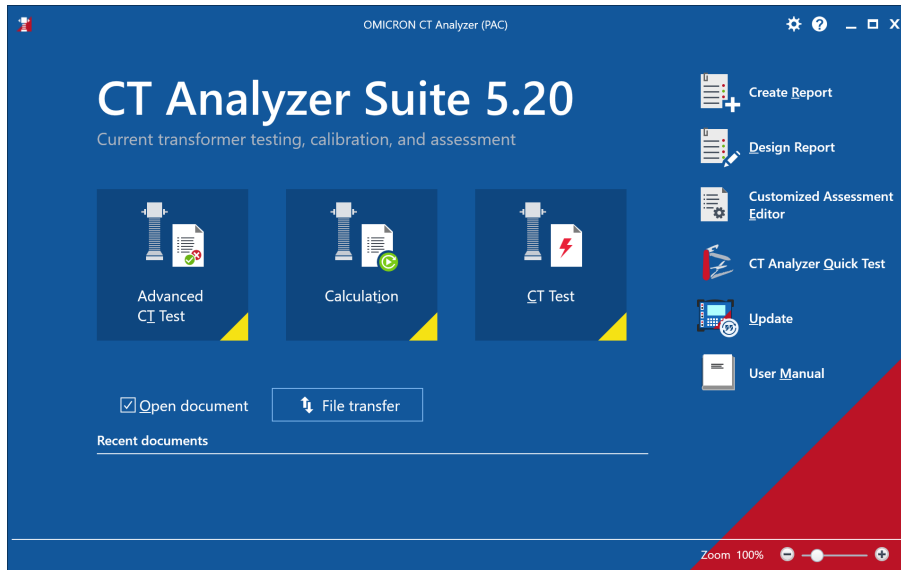 OMICRON CT Analyzer (PAC)
CT Analyzer Suite 5.20
Current transformer testing, calibration, and assessment
Advanced
CT Test
Calculation
CT Test
Open document
File transfer
Recent documents
Create Report
Design Report
Customized Assessment
Editor
CT Analyzer Quick Test
Update
User Manual
Zoom 100%